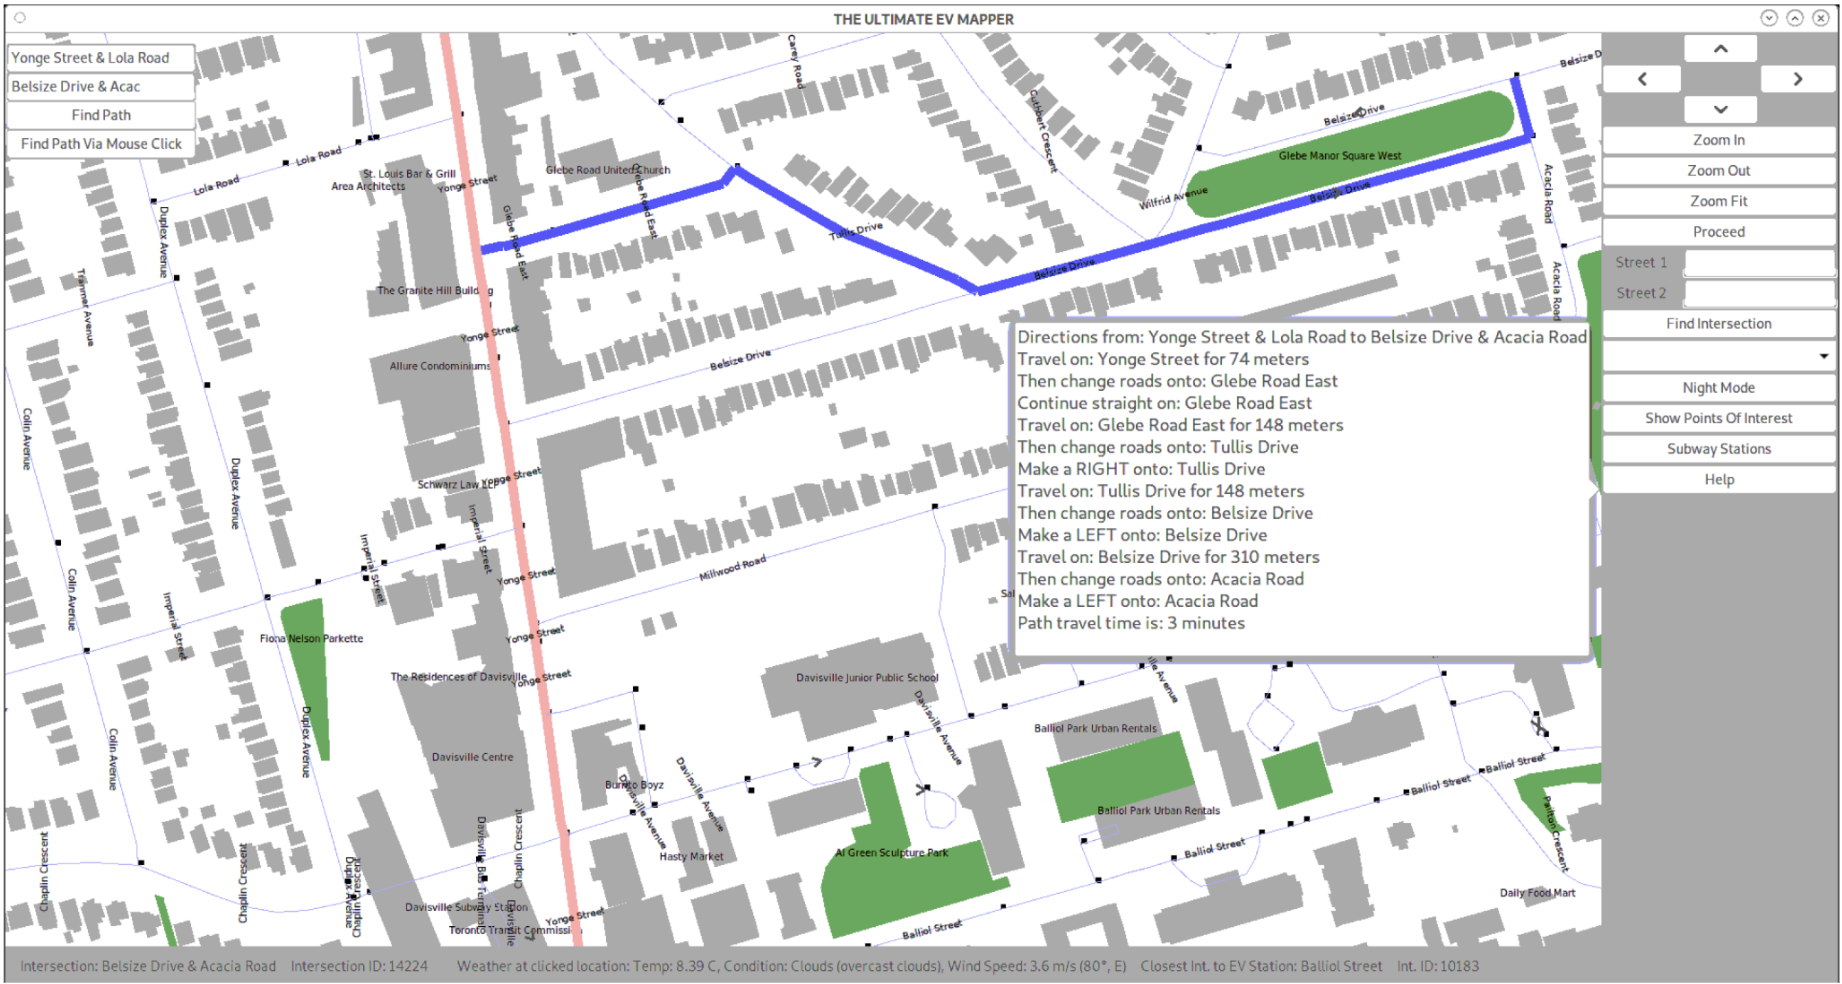 THE ULTIMATE EV MAPPER
Yonge Street & Lola Road
Belsize Drive & Acac
Find Path
Find Path Via Mouse Click
Zoom In
Zoom Out
Zoom Fit
Proceed
Street 1
Street 2
Find Intersection
Night Mode
Show Points Of Interest
Subway Stations
Help
Carey Road
Belsize D
Cuthbert Crescent
Belsize Drive
Glebe Manor Square West
Lola Road
Lola Road
St. Louis Bar & Grill
Area Architects
Yonge Street
Glebe Road United Church
Glebe Road East
Glebe Road East
Wilfrid Avenue
Belsize Drive
Acacia Road
Acacia Road
Duplex Avenue
Tullis Drive
Belsize Drive
Tranmer Avenue
The Granite Hill Building
Yonge Street
Belsize Drive
Allure Condominiums
Directions from: Yonge Street & Lola Road to Belsize Drive & Acacia Road
Travel on: Yonge Street for 74 meters
Then change roads onto: Glebe Road East
Continue straight on: Glebe Road East
Travel on: Glebe Road East for 148 meters
Then change roads onto: Tullis Drive
Make a RIGHT onto: Tullis Drive
Travel on: Tullis Drive for 148 meters
Then change roads onto: Belsize Drive
Make a LEFT onto: Belsize Drive
Travel on: Belsize Drive for 310 meters
Then change roads onto: Acacia Road
Make a LEFT onto: Acacia Road
Path travel time is: 3 minutes
Colin Avenue
Duplex Avenue
Schwarz Law LLP
Yonge Street
Imperial Street
Imperial Street
Yonge Street
Millwood Road
Sal
Colin Avenue
Imperial Street
Fiona Nelson Parkette
Yonge Street
The Residences of Davisville
Yonge Street
Davisville Junior Public School
Davisville Avenue
ville Avenue
Duplex Avenue
Colin Avenue
Davisville Centre
Balliol Park Urban Rentals
Burrito Boyz
Davisville Avenue
Davisville Avenue
Balliol Park Urban Rentals
Balliol Street
Balliol Street
Pailton Crescent
Hasty Market
Al Green Sculpture Park
Balliol Street
Chaplin Crescent
Chaplin Crescent
Duplex Avenue
Chaplin Crescent
Davisville Bus Terminal
Chaplin Crescent
Davisville
Davisville Subway Station
Toronto Transit Commissi
Yonge Street
Balliol Street
Daily Food Mart
Intersection: Belsize Drive & Acacia Road Intersection ID: 14224 Weather at clicked location: Temp: 8.39 C, Condition: Clouds (overcast clouds), Wind Speed: 3.6 m/s (80°, E) Closest Int. to EV Station: Balliol Street Int. ID: 10183